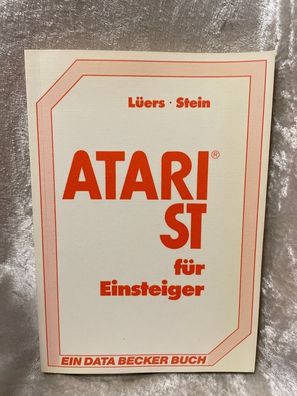 Lüers · Stein
ATARI®
ST
für
Einsteiger
EIN DATA BECKER BUCH